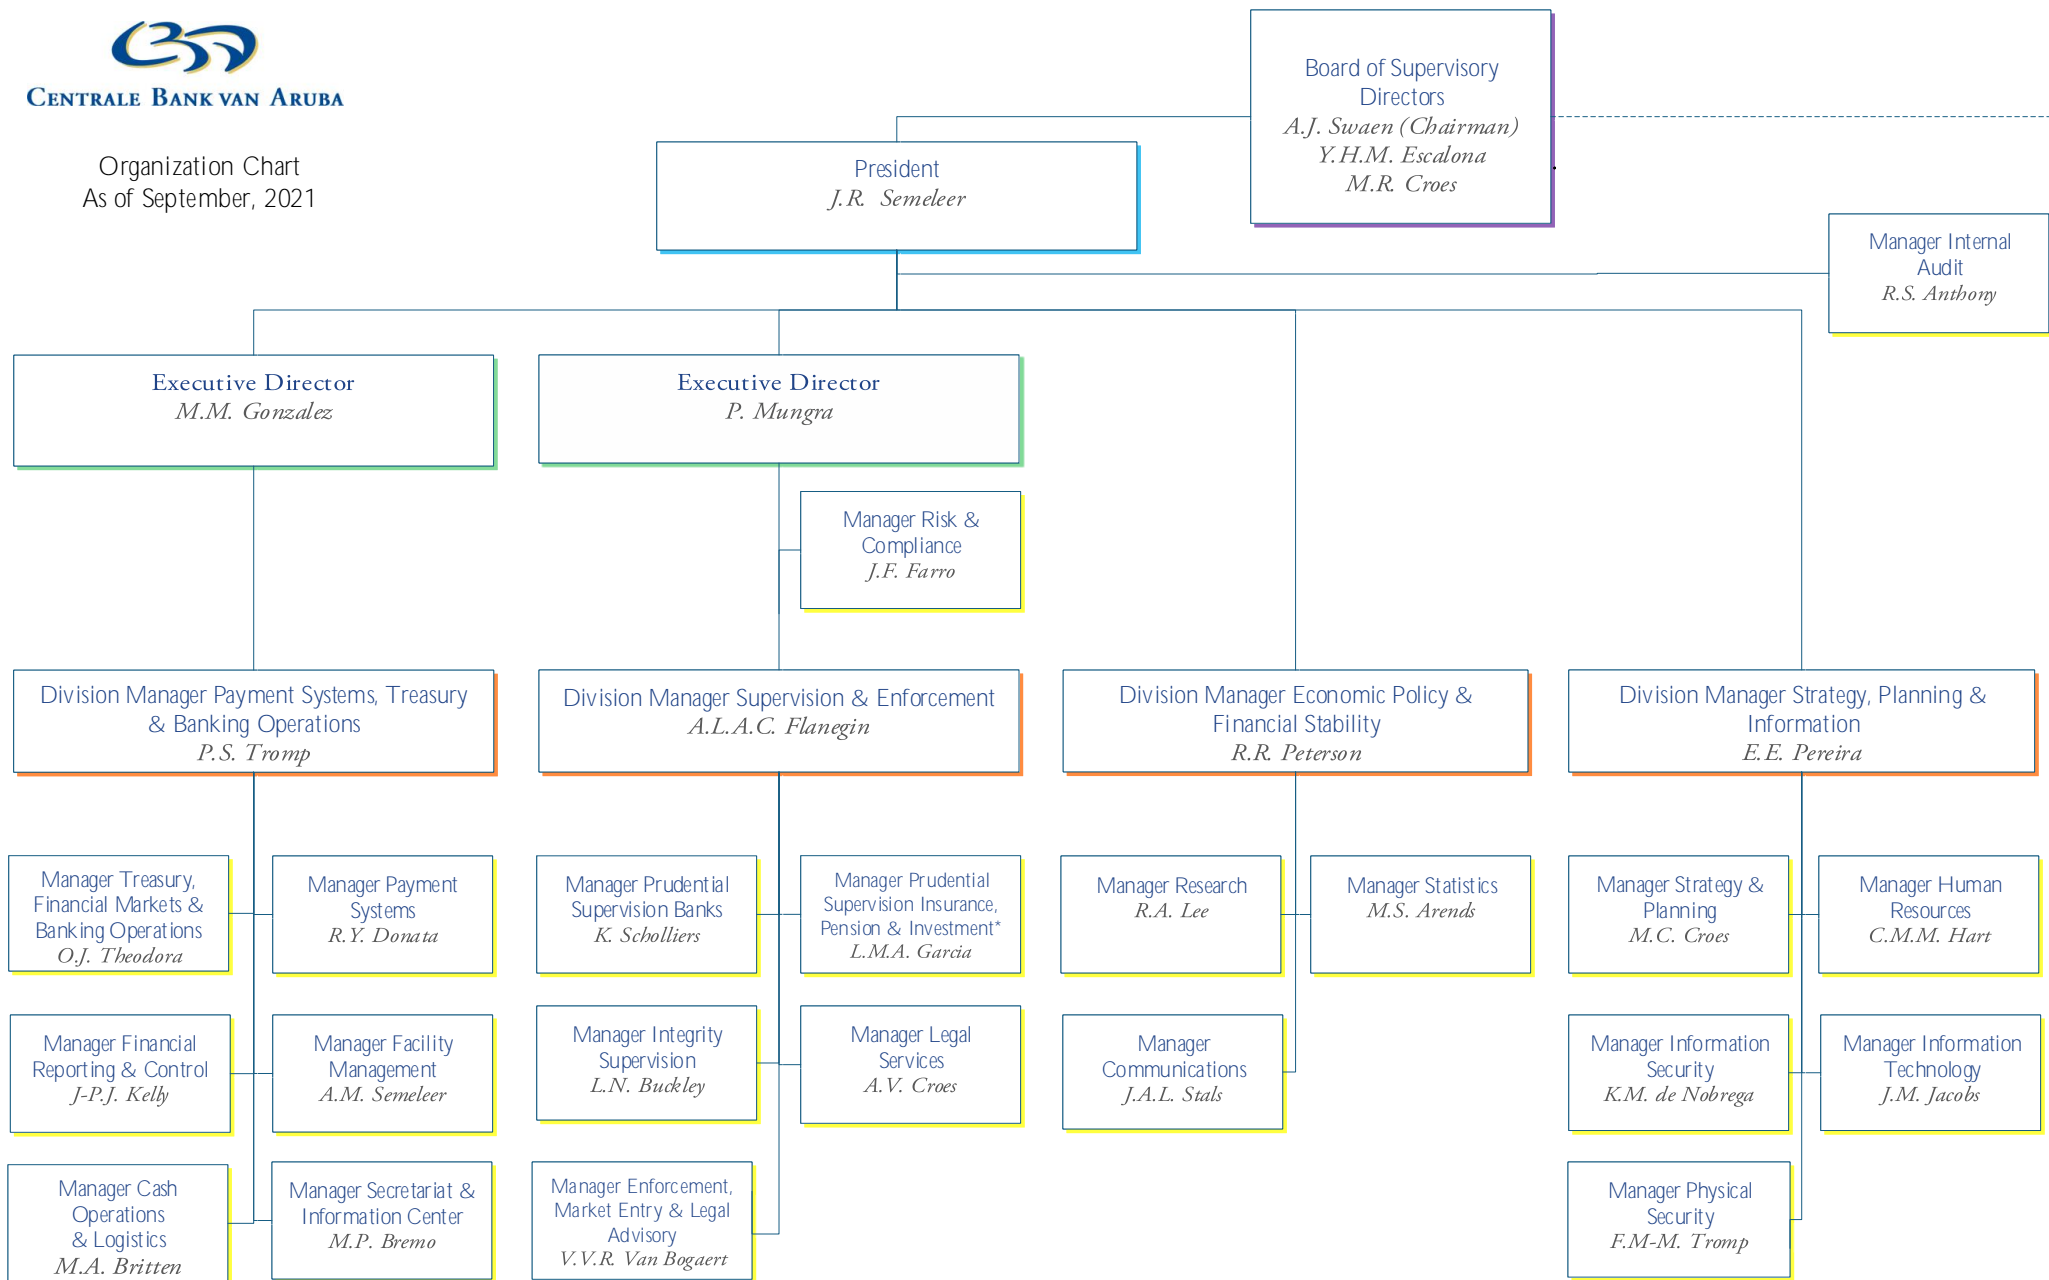 CENTRALE BANK VAN ARUBA
Organization Chart
As of September, 2021
Board of Supervisory
Directors
A.J. Swaen (Chairman)
Y.H.M. Escalona
M.R. Croes
President
J.R. Semeleer
Manager Internal
Audit
R.S. Anthony
Executive Director
M.M. Gonzalez
Executive Director
P. Mungra
Manager Risk &
Compliance
J.F. Farro
Division Manager Payment Systems, Treasury
& Banking Operations
P.S. Tromp
Division Manager Supervision & Enforcement
A.L.A.C. Flanegin
Division Manager Economic Policy &
Financial Stability
R.R. Peterson
Division Manager Strategy, Planning &
Information
E.E. Pereira
Manager Treasury,
Financial Markets &
Banking Operations
O.J. Theodora
Manager Payment
Systems
R.Y. Donata
Manager Prudential
Supervision Banks
K. Scholliers
Manager Prudential
Supervision Insurance,
Pension & Investment*
L.M.A. Garcia
Manager Research
R.A. Lee
Manager Statistics
M.S. Arends
Manager Strategy &
Planning
M.C. Croes
Manager Human
Resources
C.M.M. Hart
Manager Financial
Reporting & Control
J-P.J. Kelly
Manager Facility
Management
A.M. Semeleer
Manager Integrity
Supervision
L.N. Buckley
Manager Legal
Services
A.V. Croes
Manager
Communications
J.A.L. Stals
Manager Information
Security
K.M. de Nobrega
Manager Information
Technology
J.M. Jacobs
Manager Cash
Operations
& Logistics
M.A. Britten
Manager Secretariat &
Information Center
M.P. Bremo
Manager Enforcement,
Market Entry & Legal
Advisory
V.V.R. Van Bogaert
Manager Physical
Security
F.M-M. Tromp